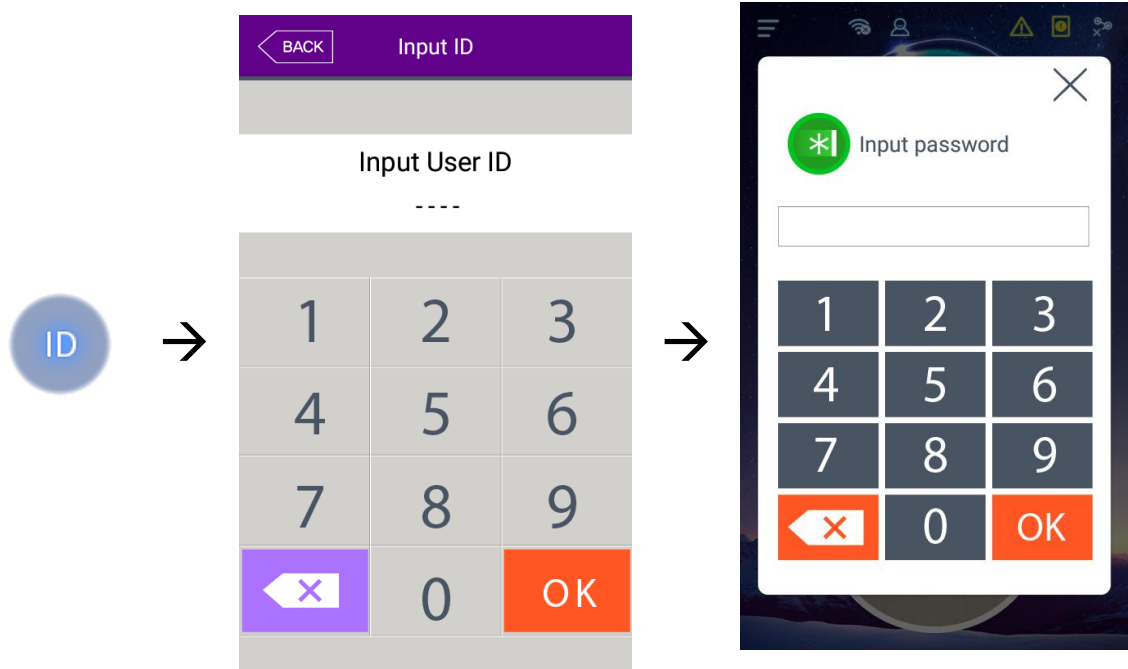 ID
BACK
Input ID
Input User ID
----
1 2 3
4 5 6
7 8 9
0 OK
Input password
1 2 3
4 5 6
7 8 9
0 OK